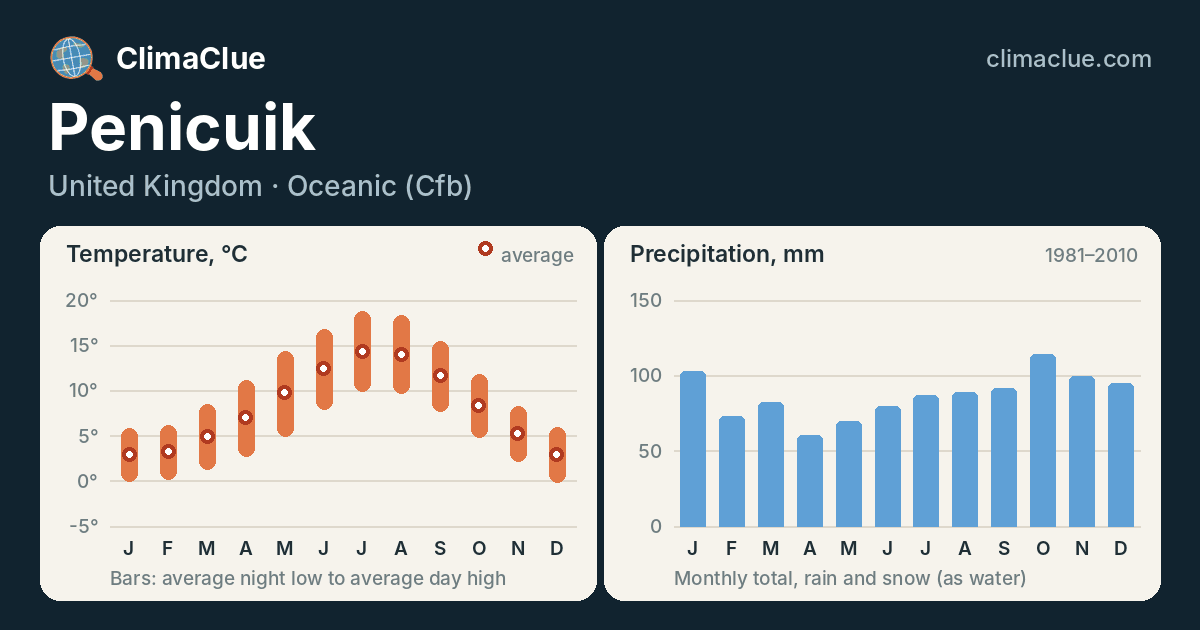 ClimaClue
climaclue.com
Penicuik
United Kingdom · Oceanic (Cfb)
Temperature, °C
average
20°
15°
10°
5°
0°
-5°
J F M A M J J A S O N D
Bars: average night low to average day high
Precipitation, mm
1981–2010
150
100
50
0
J F M A M J J A S O N D
Monthly total, rain and snow (as water)